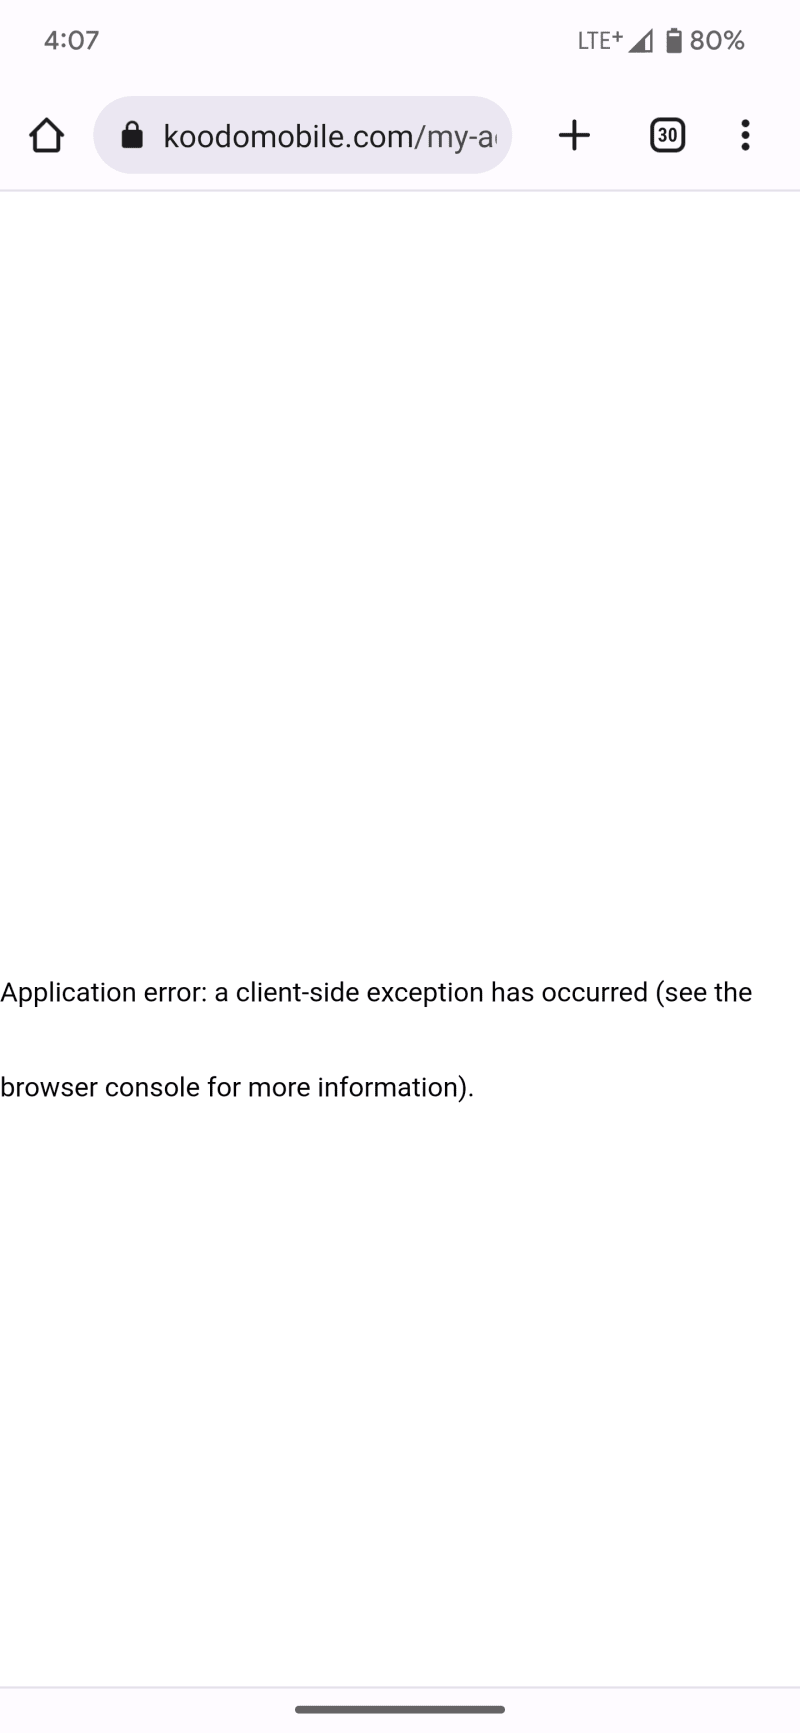 4:07
LTE+ 80%
koodomobile.com/my-a
30
Application error: a client-side exception has occurred (see the
browser console for more information).